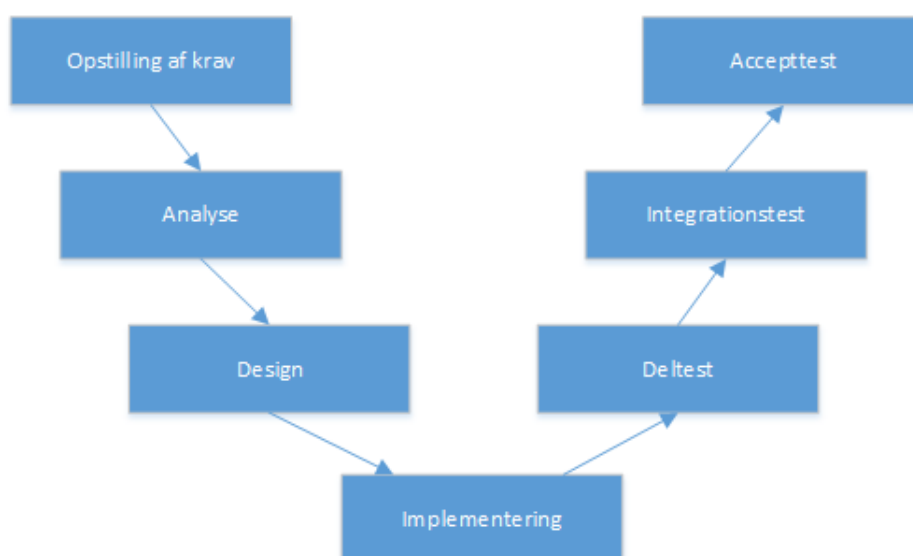 Opstilling af krav
Accepttest
Analyse
Integrationstest
Design
Deltest
Implementering